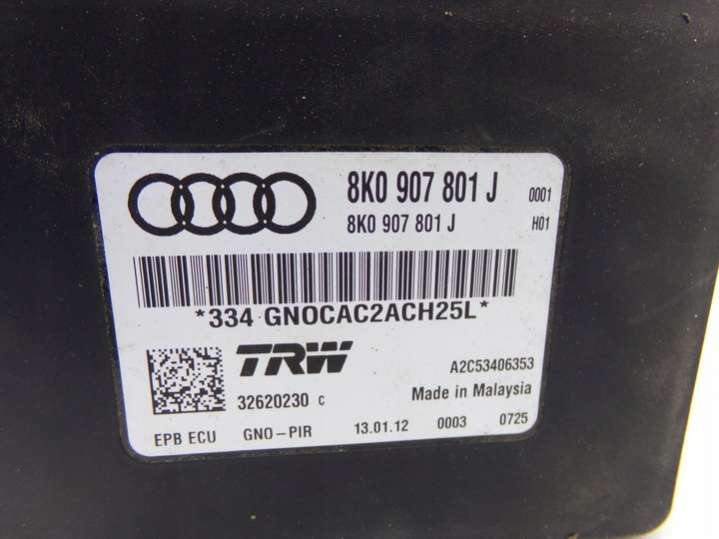 8K0 907 801 J 0001
8K0 907 801 J H01
*334 GNOCAC2ACH25L*
TRW A2C53406353
32620230 C Made in Malaysia
EPB ECU GNO-PIR 13.01.12 0003 0725